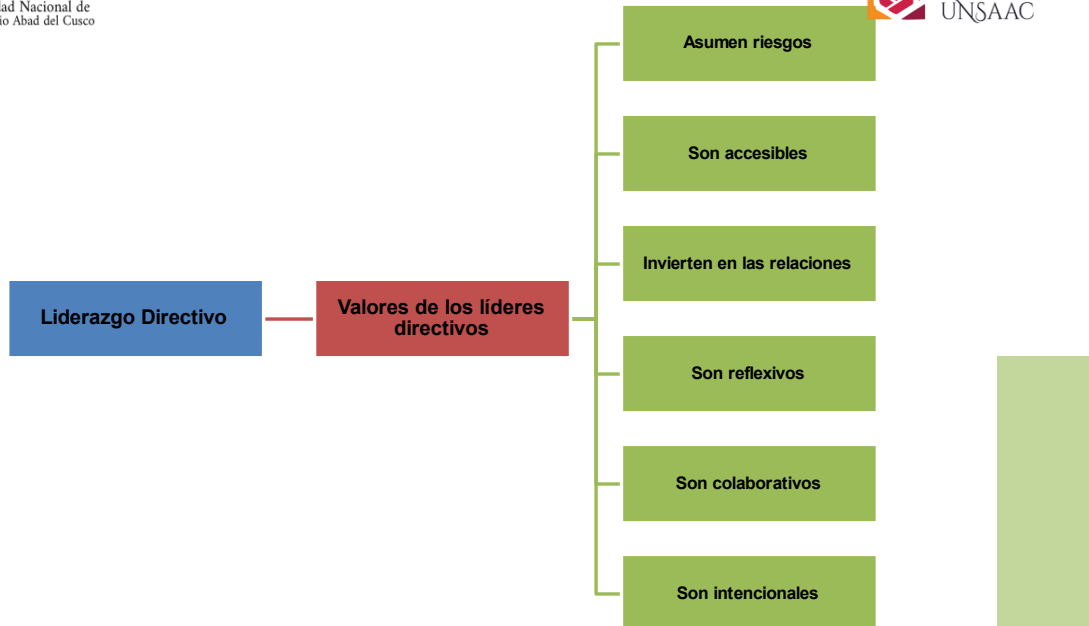 dad Nacional de
io Abad del Cusco
UNSAAC
Asumen riesgos
Son accesibles
Invierten en las relaciones
Liderazgo Directivo
Valores de los líderes
directivos
Son reflexivos
Son colaborativos
Son intencionales